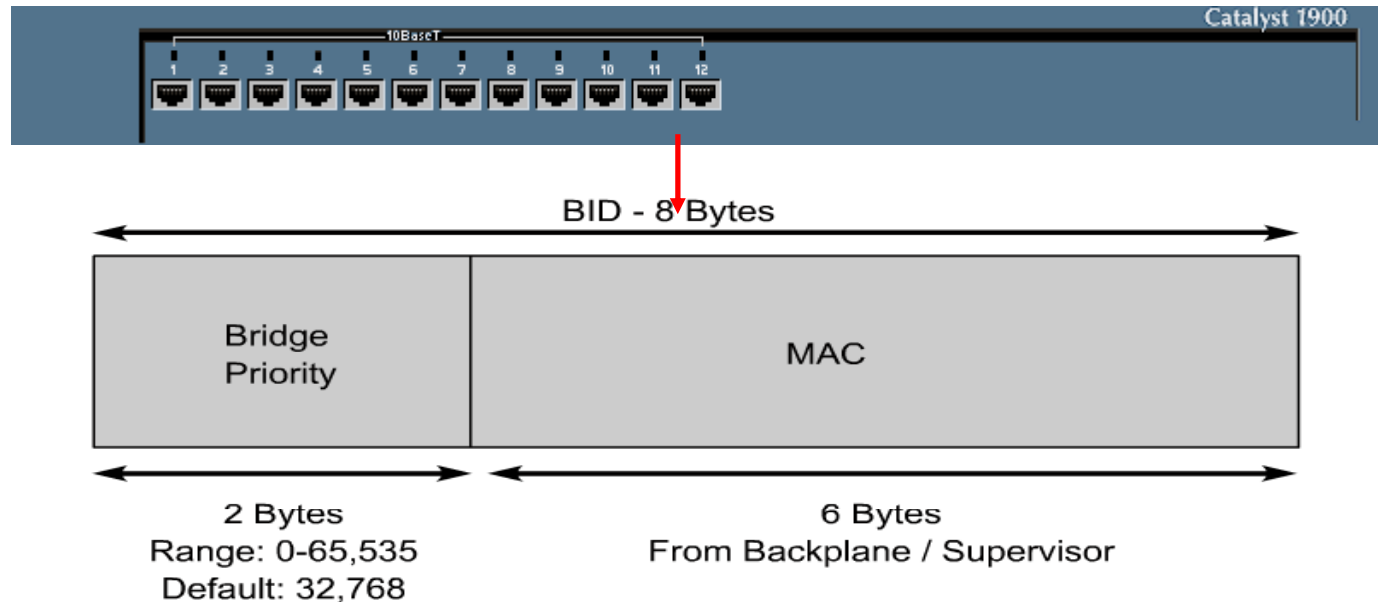 Catalyst 1900
10BaseT
1 2 3 4 5 6 7 8 9 10 11 12
BID - 8 Bytes
Bridge
Priority
MAC
2 Bytes
Range: 0-65,535
Default: 32,768
6 Bytes
From Backplane / Supervisor